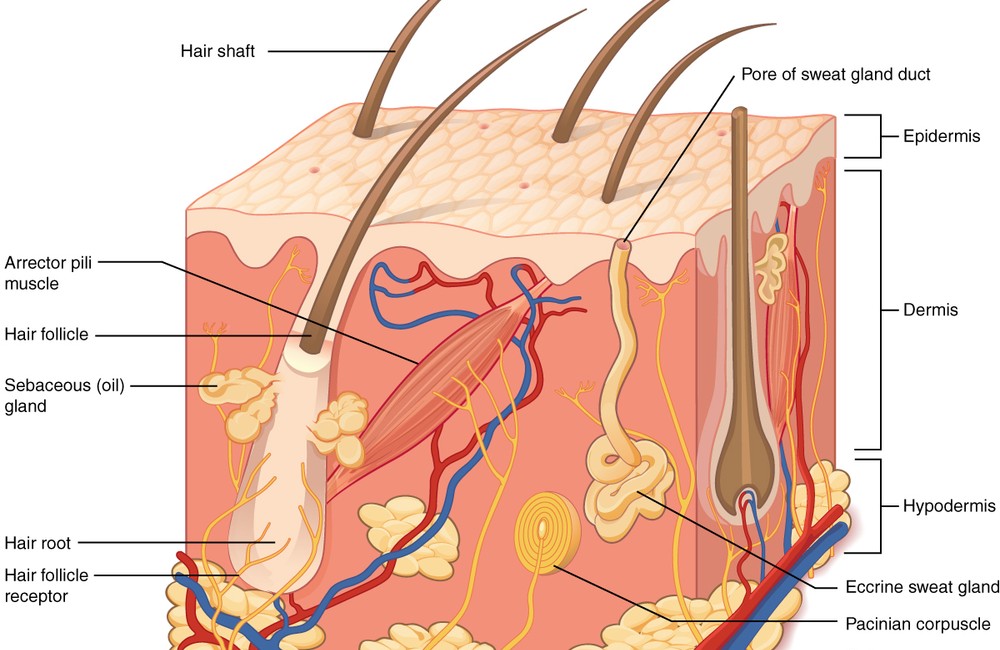 Hair shaft
Pore of sweat gland duct
Epidermis
Arrector pili
muscle
Dermis
Hair follicle
Sebaceous (oil)
gland
Hypodermis
Hair root
Hair follicle
receptor
Eccrine sweat gland
Pacinian corpuscle